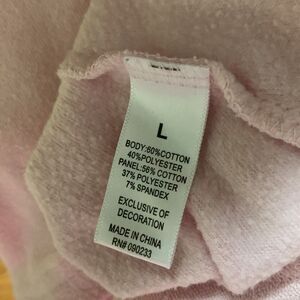 L
BODY:60%COTTON
40%POLYESTER
PANEL:56% COTTON
37% POLYESTER
7% SPANDEX
EXCLUSIVE OF
DECORATION
MADE IN CHINA
RN# 090233